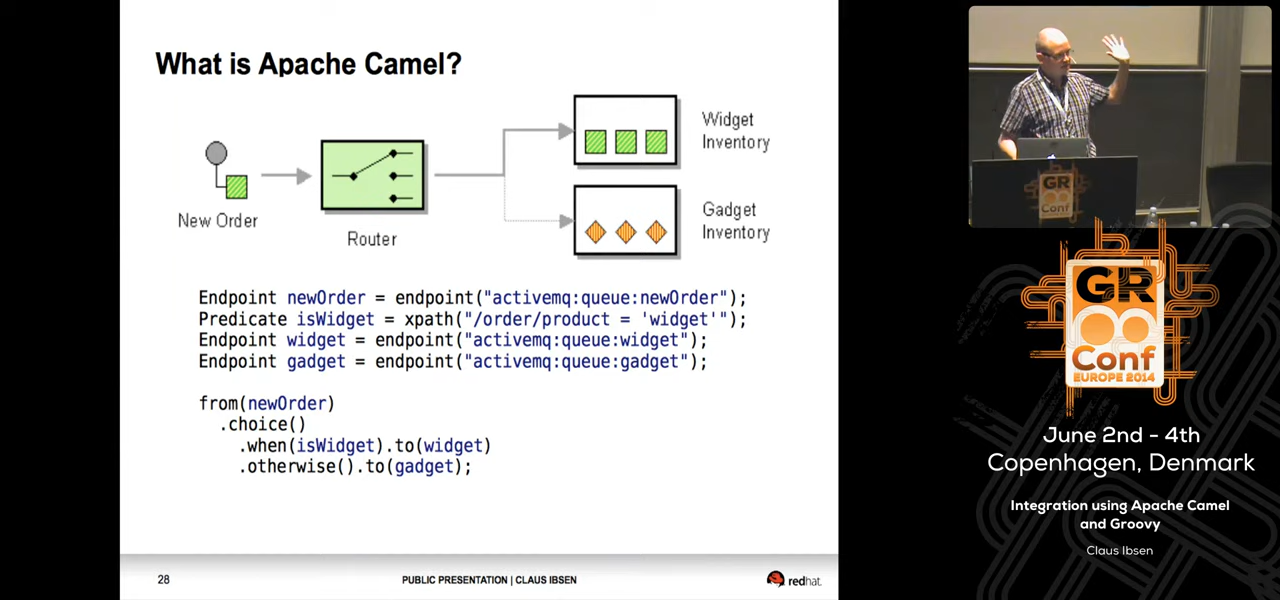 What is Apache Camel?
New Order
Router
Widget
Inventory
Gadget
Inventory
Endpoint newOrder = endpoint("activemq:queue:newOrder");
Predicate isWidget = xpath("/order/product = 'widget'");
Endpoint widget = endpoint("activemq:queue:widget");
Endpoint gadget = endpoint("activemq:queue:gadget");
from(newOrder)
.choice()
.when(isWidget).to(widget)
.otherwise().to(gadget);
28
PUBLIC PRESENTATION | CLAUS IBSEN
redhat.
GR
Conf
GR
Conf
EUROPE 2014
June 2nd - 4th
Copenhagen, Denmark
Integration using Apache Camel
and Groovy
Claus Ibsen